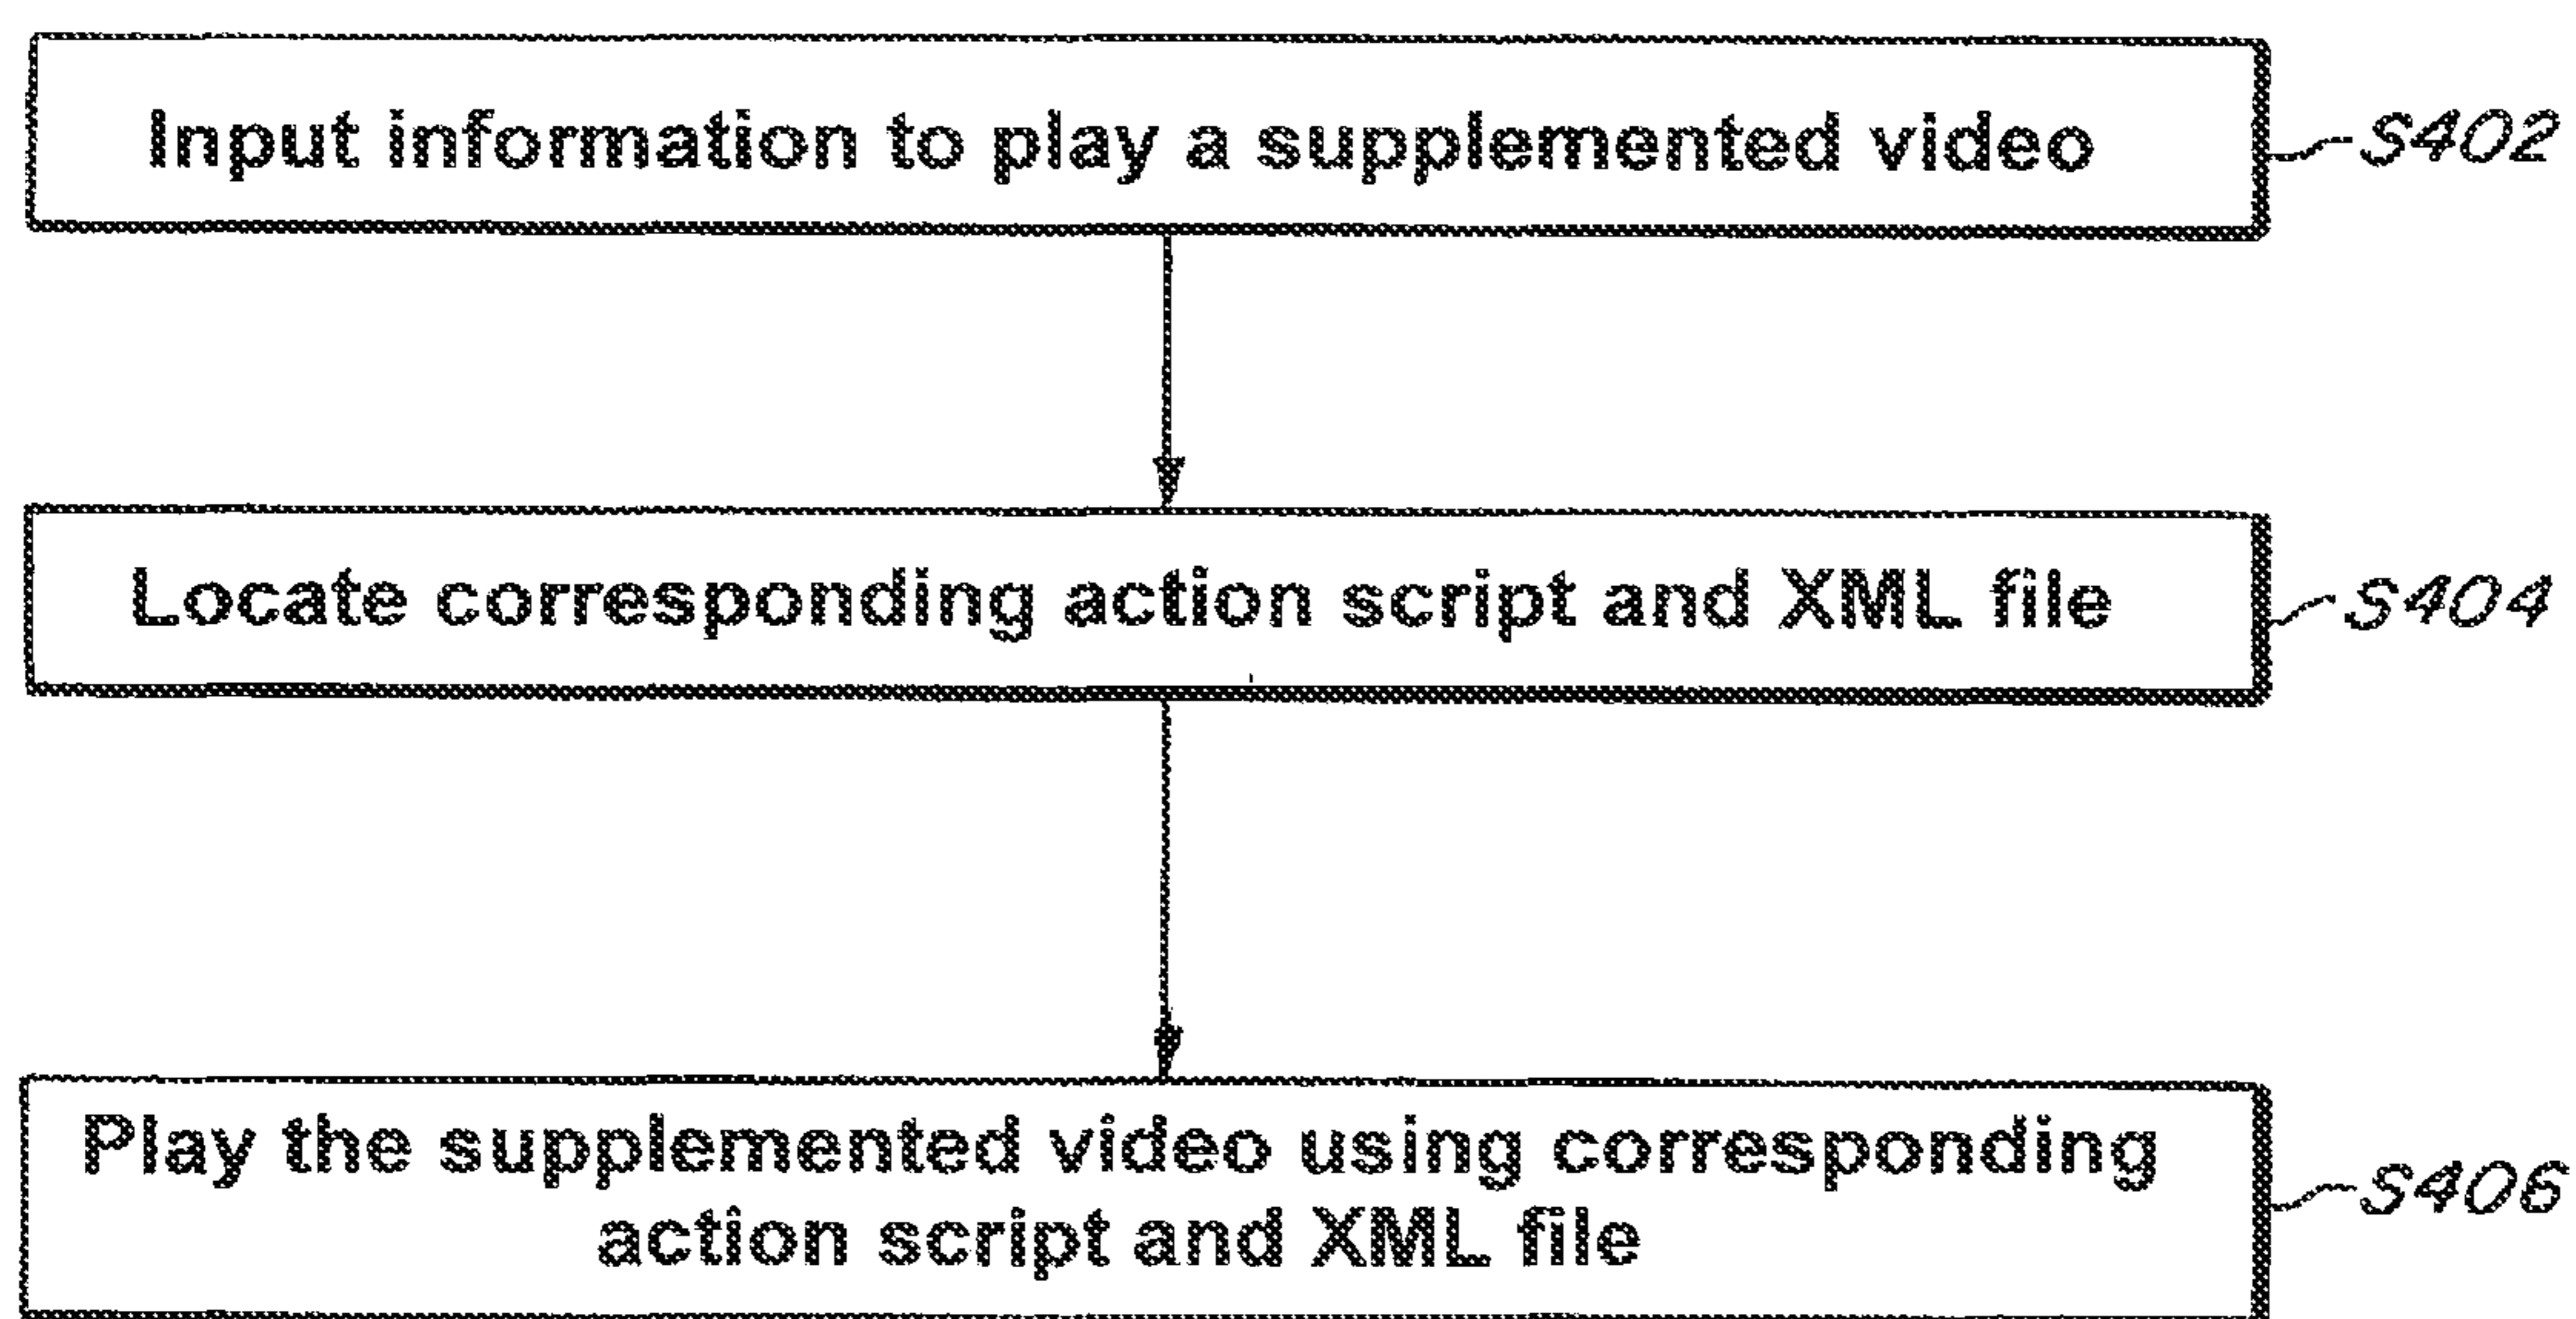 Input information to play a supplemented video
S402
Locate corresponding action script and XML file
S404
Play the supplemented video using corresponding
action script and XML file
S406